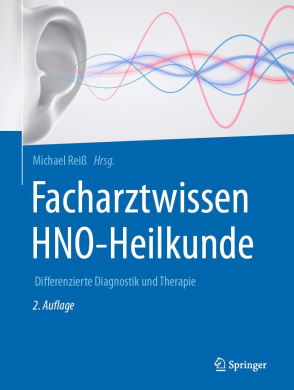 Michael Reiß Hrsg.
Facharztwissen
HNO-Heilkunde
Differenzierte Diagnostik und Therapie
2. Auflage
Springer